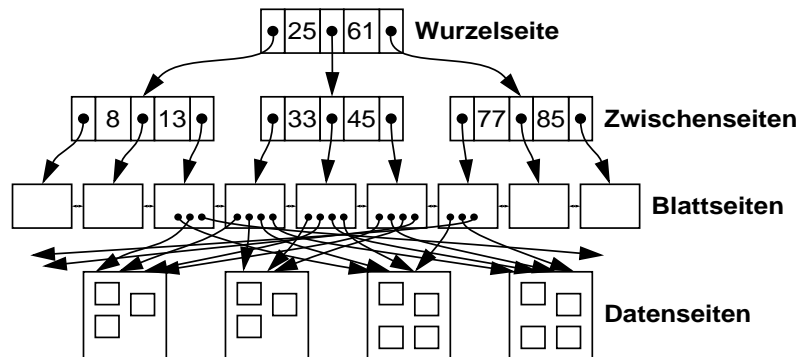 25 61 Wurzelseite
8 13 33 45 77 85 Zwischenseiten
Blattseiten
Datenseiten